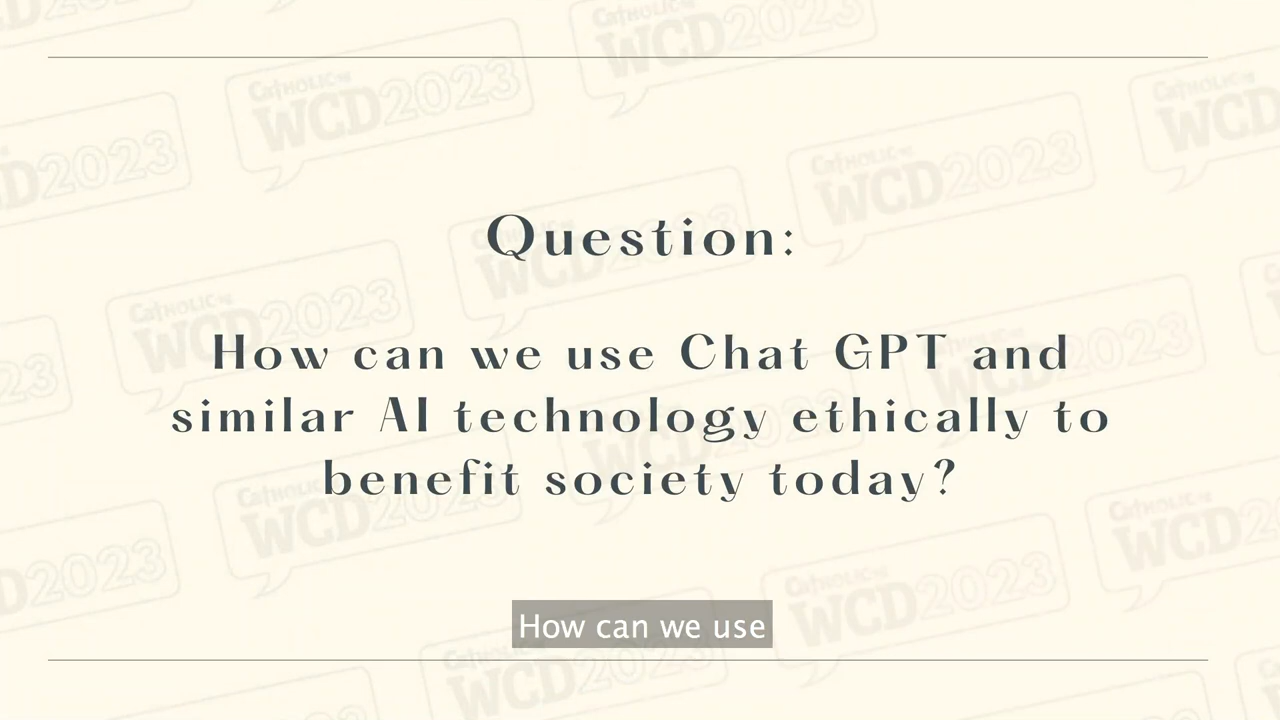 Question:
How can we use Chat GPT and
similar AI technology ethically to
benefit society today?
How can we use